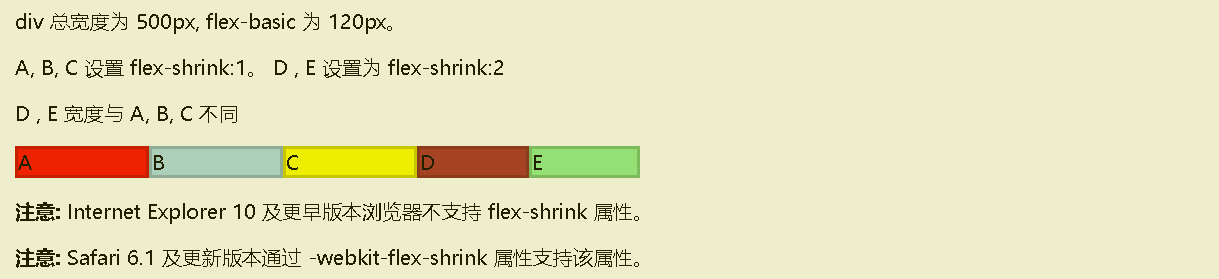 div 总宽度为 500px, flex-basic 为 120px。
A, B, C 设置 flex-shrink:1。 D , E 设置为 flex-shrink:2
D , E 宽度与 A, B, C 不同
A B C D E
注意: Internet Explorer 10 及更早版本浏览器不支持 flex-shrink 属性。
注意: Safari 6.1 及更新版本通过 -webkit-flex-shrink 属性支持该属性。